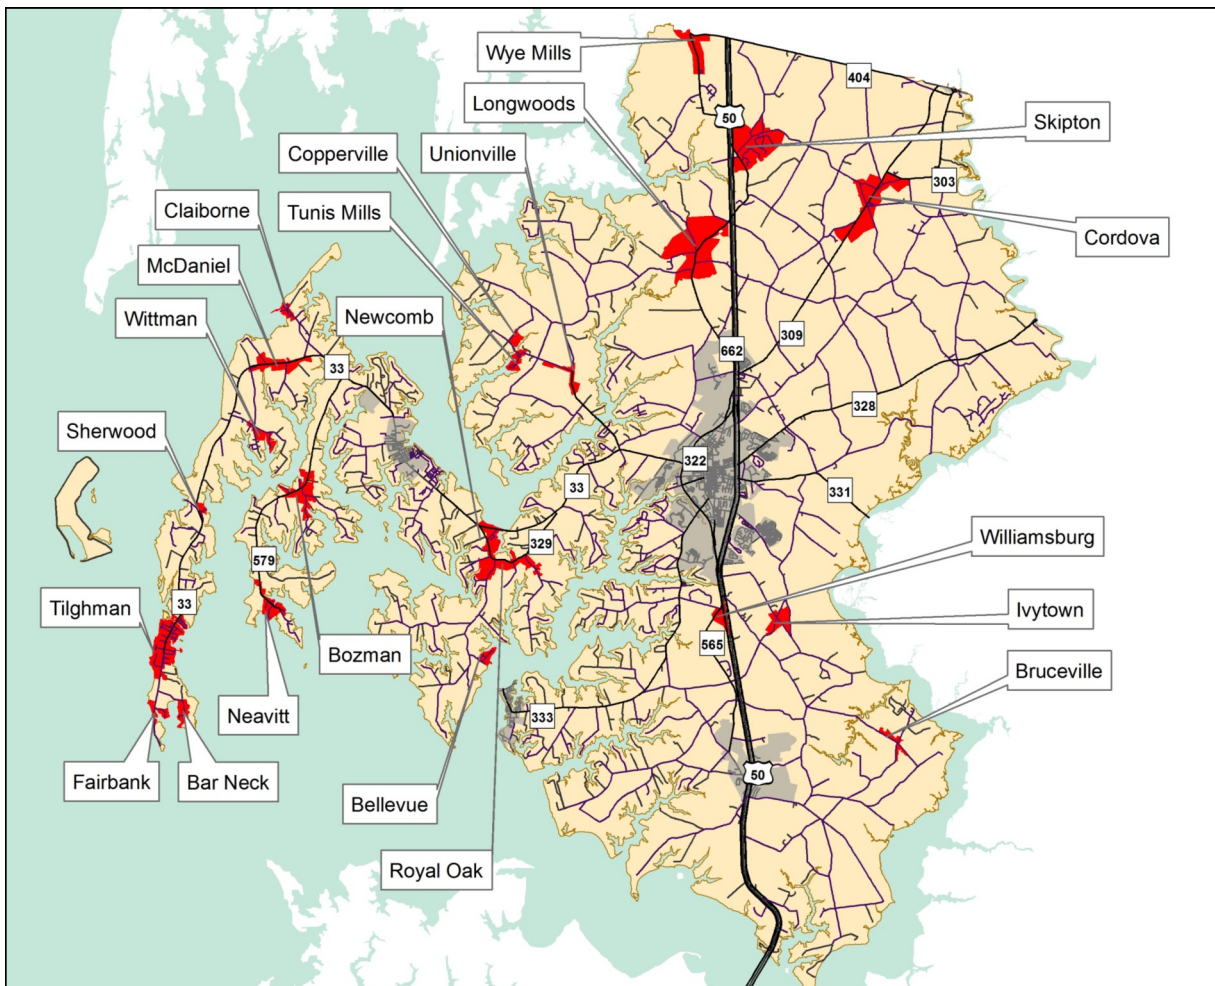 Wye Mills
404
Longwoods
50
Skipton
Copperville
Unionville
303
Claiborne
Tunis Mills
Cordova
McDaniel
Wittman
Newcomb
309
662
33
328
Sherwood
322
33
331
Williamsburg
329
579
33
Tilghman
Ivytown
565
Bozman
Bruceville
Neavitt
333
Fairbank
Bar Neck
50
Bellevue
Royal Oak